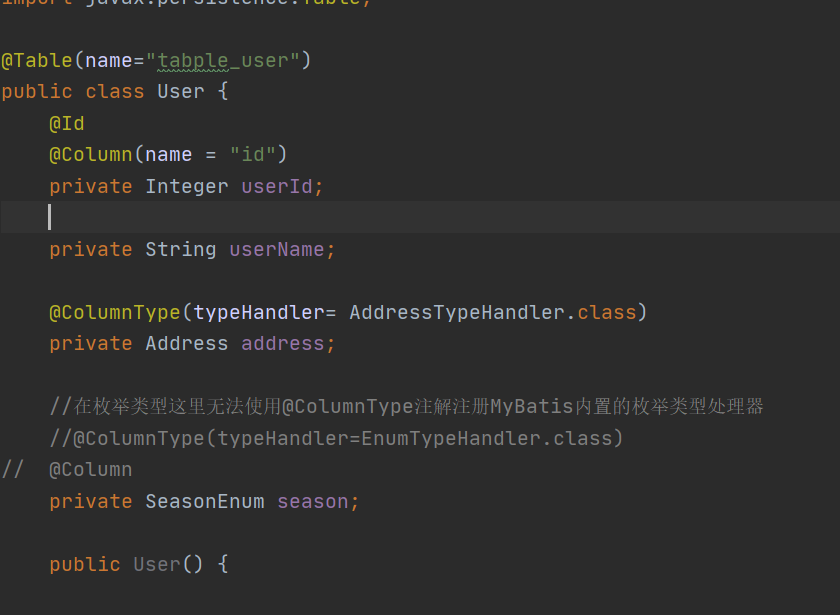 import javax.persistence.Table;
@Table(name="tabple_user")
public class User {
@Id
@Column(name = "id")
private Integer userId;
private String userName;
@ColumnType(typeHandler= AddressTypeHandler.class)
private Address address;
//在枚举类型这里无法使用@ColumnType注解注册MyBatis内置的枚举类型处理器
//@ColumnType(typeHandler=EnumTypeHandler.class)
// @Column
private SeasonEnum season;
public User() {